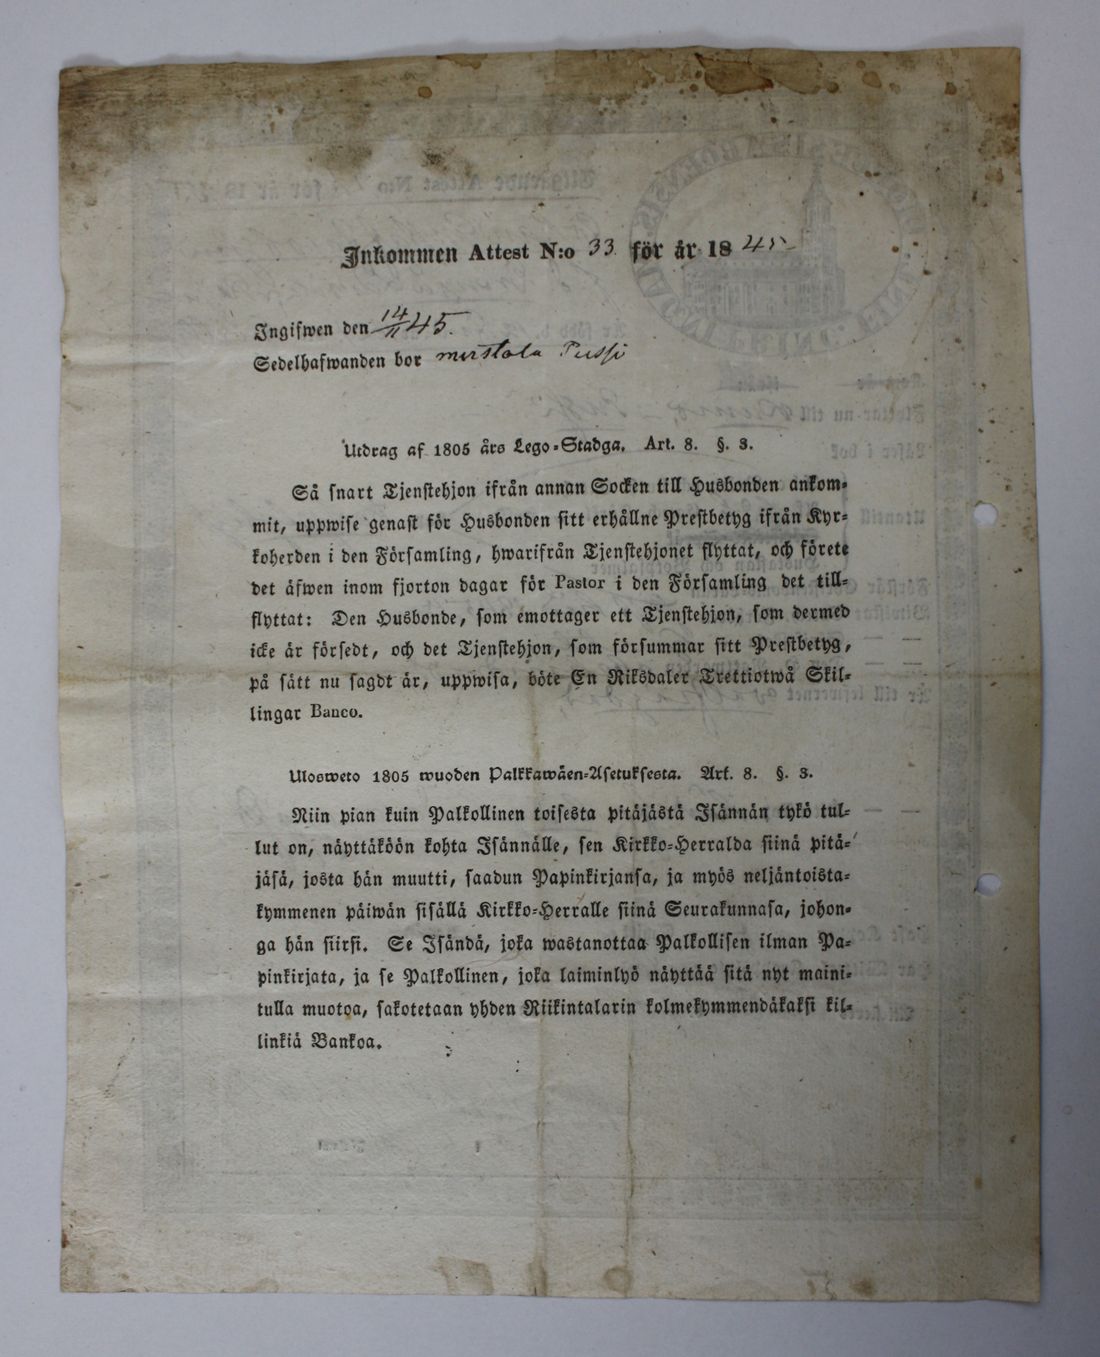 Inkommen Attest N:o 33 för år 1845
Ingifwen den 14/11 45.
Sedelhafwanden bor
Utdrag af 1805 års Lego-Stadga. Art. 8. §. 3.
Så snart Tjenstehjon ifrån annan Socken till Husbonden ankom-
mit, uppwise genast för Husbonden sitt erhållne Prestbetyg ifrån Kyr-
koherden i den Församling, hwarifrån Tjenstehjonet flyttat, och förete
det äfwen inom fjorton dagar för Pastor i den Församling det till-
flyttat: Den Husbonde, som emottager ett Tjenstehjon, som dermed
icke är försedt, och det Tjenstehjon, som försummar sitt Prestbetyg,
på sätt nu sagdt är, uppwisa, böte En Riksdaler Trettiotwå Skil-
lingar Banco.
Ulosweto 1805 wuoden Palkkawäen-Asetuksesta. Art. 8. §. 3.
Niin pian kuin Palkollinen toisesta pitäjästä Isännän tykö tul-
lut on, näyttäköön kohta Isännälle, sen Kirkko-Herralda siinä pitä-
jäsä, josta hän muutti, saadun Papinkirjansa, ja myös neljäntoista-
kymmenen päiwän sisällä Kirkko-Herralle siinä Seurakunnasa, johon-
ga hän siirsi. Se Isändä, joka wastanottaa Palkollisen ilman Pa-
pinkirjata, ja se Palkollinen, joka laiminlyö näyttää sitä nyt maini-
tulla muotoa, sakotetaan yhden Riikintalarin kolmekymmendäkaksi kil-
linkiä Bankoa.